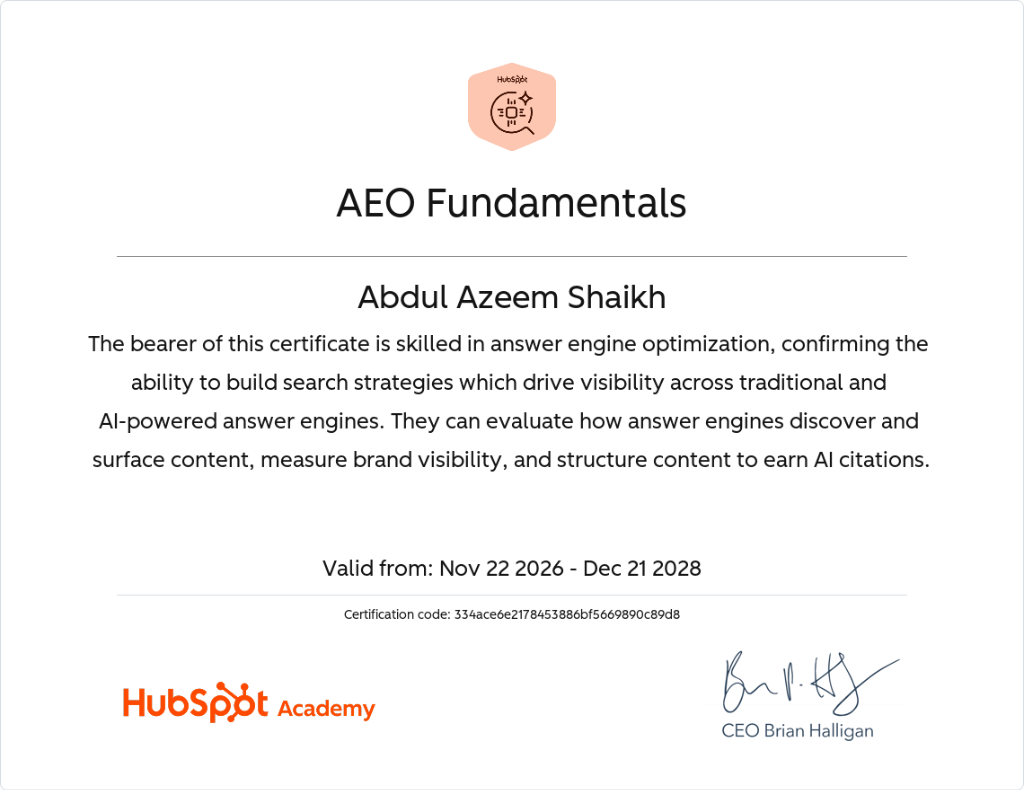 HubSpot
AEO Fundamentals
Abdul Azeem Shaikh
The bearer of this certificate is skilled in answer engine optimization, confirming the
ability to build search strategies which drive visibility across traditional and
AI-powered answer engines. They can evaluate how answer engines discover and
surface content, measure brand visibility, and structure content to earn AI citations.
Valid from: Nov 22 2026 - Dec 21 2028
Certification code: 334ace6e2178453886bf5669890c89d8
HubSpot Academy
CEO Brian Halligan